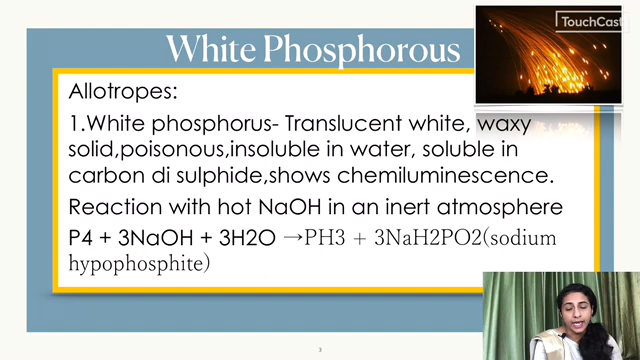 White Phosphorous
TouchCast
Allotropes:
1.White phosphorus- Translucent white, waxy
solid,poisonous,insoluble in water, soluble in
carbon di sulphide,shows chemiluminescence.
Reaction with hot NaOH in an inert atmosphere
P4 + 3NaOH + 3H2O →PH3 + 3NaH2PO2(sodium
hypophosphite)
3